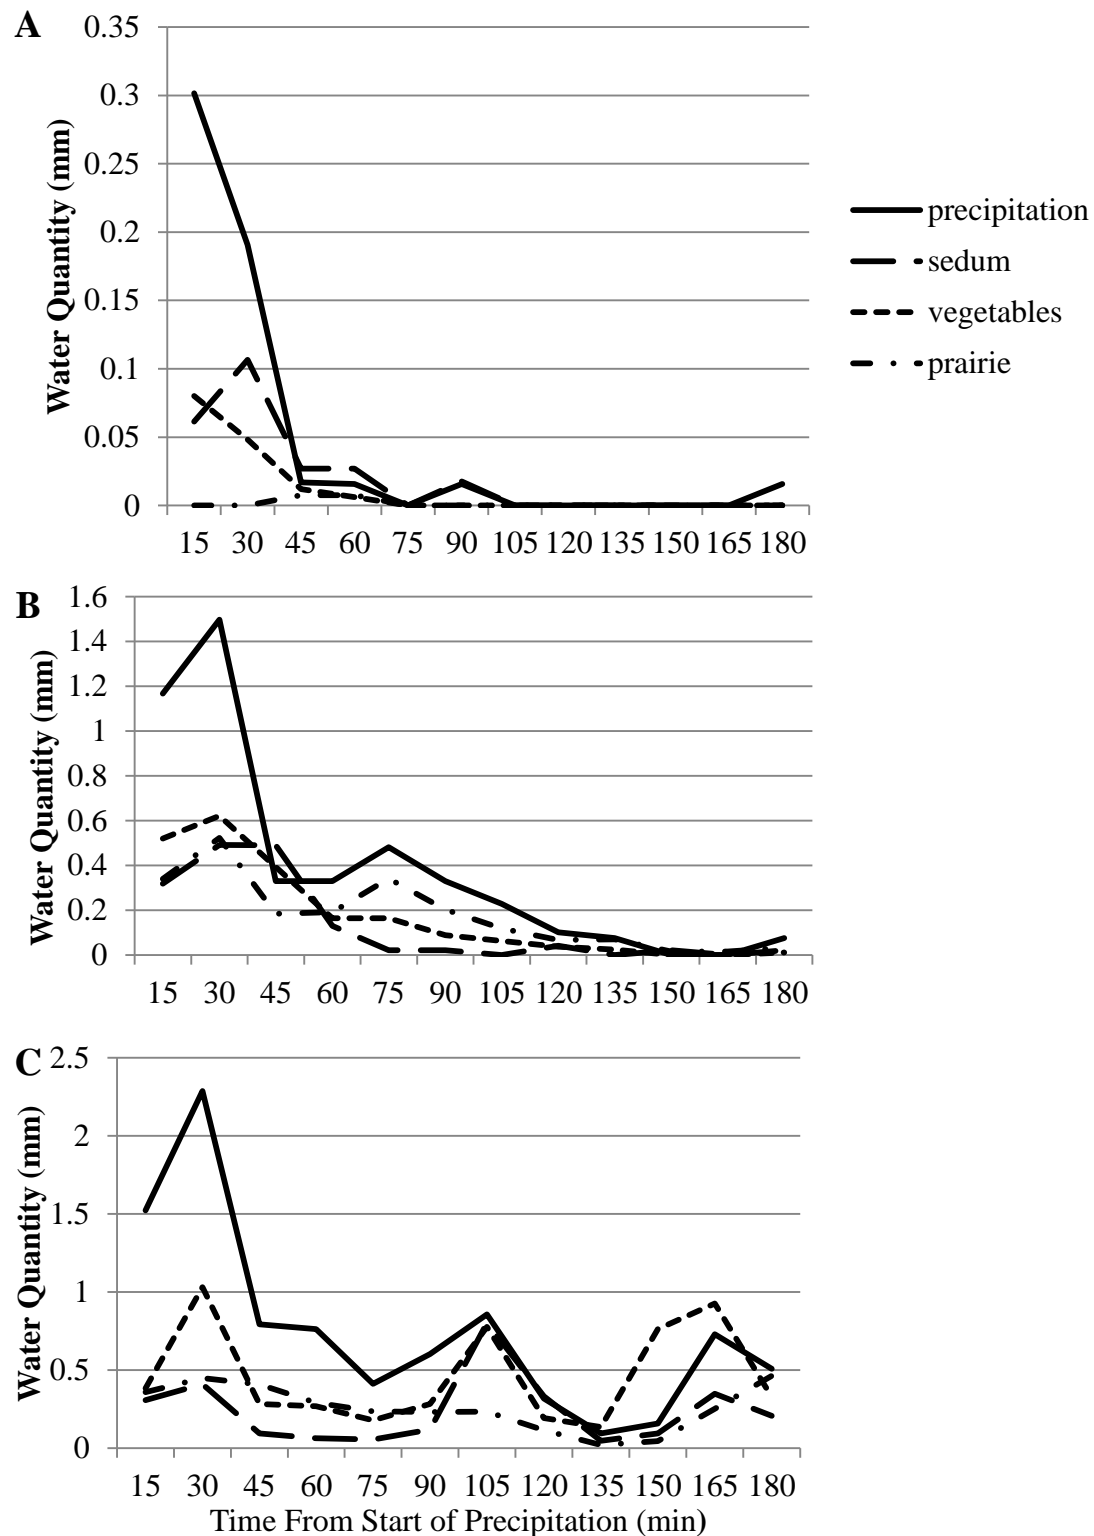 A
0.35
0.3
0.25
0.2
0.15
0.1
0.05
0
Water Quantity (mm)
15 30 45 60 75 90 105 120 135 150 165 180
precipitation
sedum
vegetables
prairie
B
1.6
1.4
1.2
1
0.8
0.6
0.4
0.2
0
Water Quantity (mm)
15 30 45 60 75 90 105 120 135 150 165 180
C
2.5
2
1.5
1
0.5
0
Water Quantity (mm)
15 30 45 60 75 90 105 120 135 150 165 180
Time From Start of Precipitation (min)